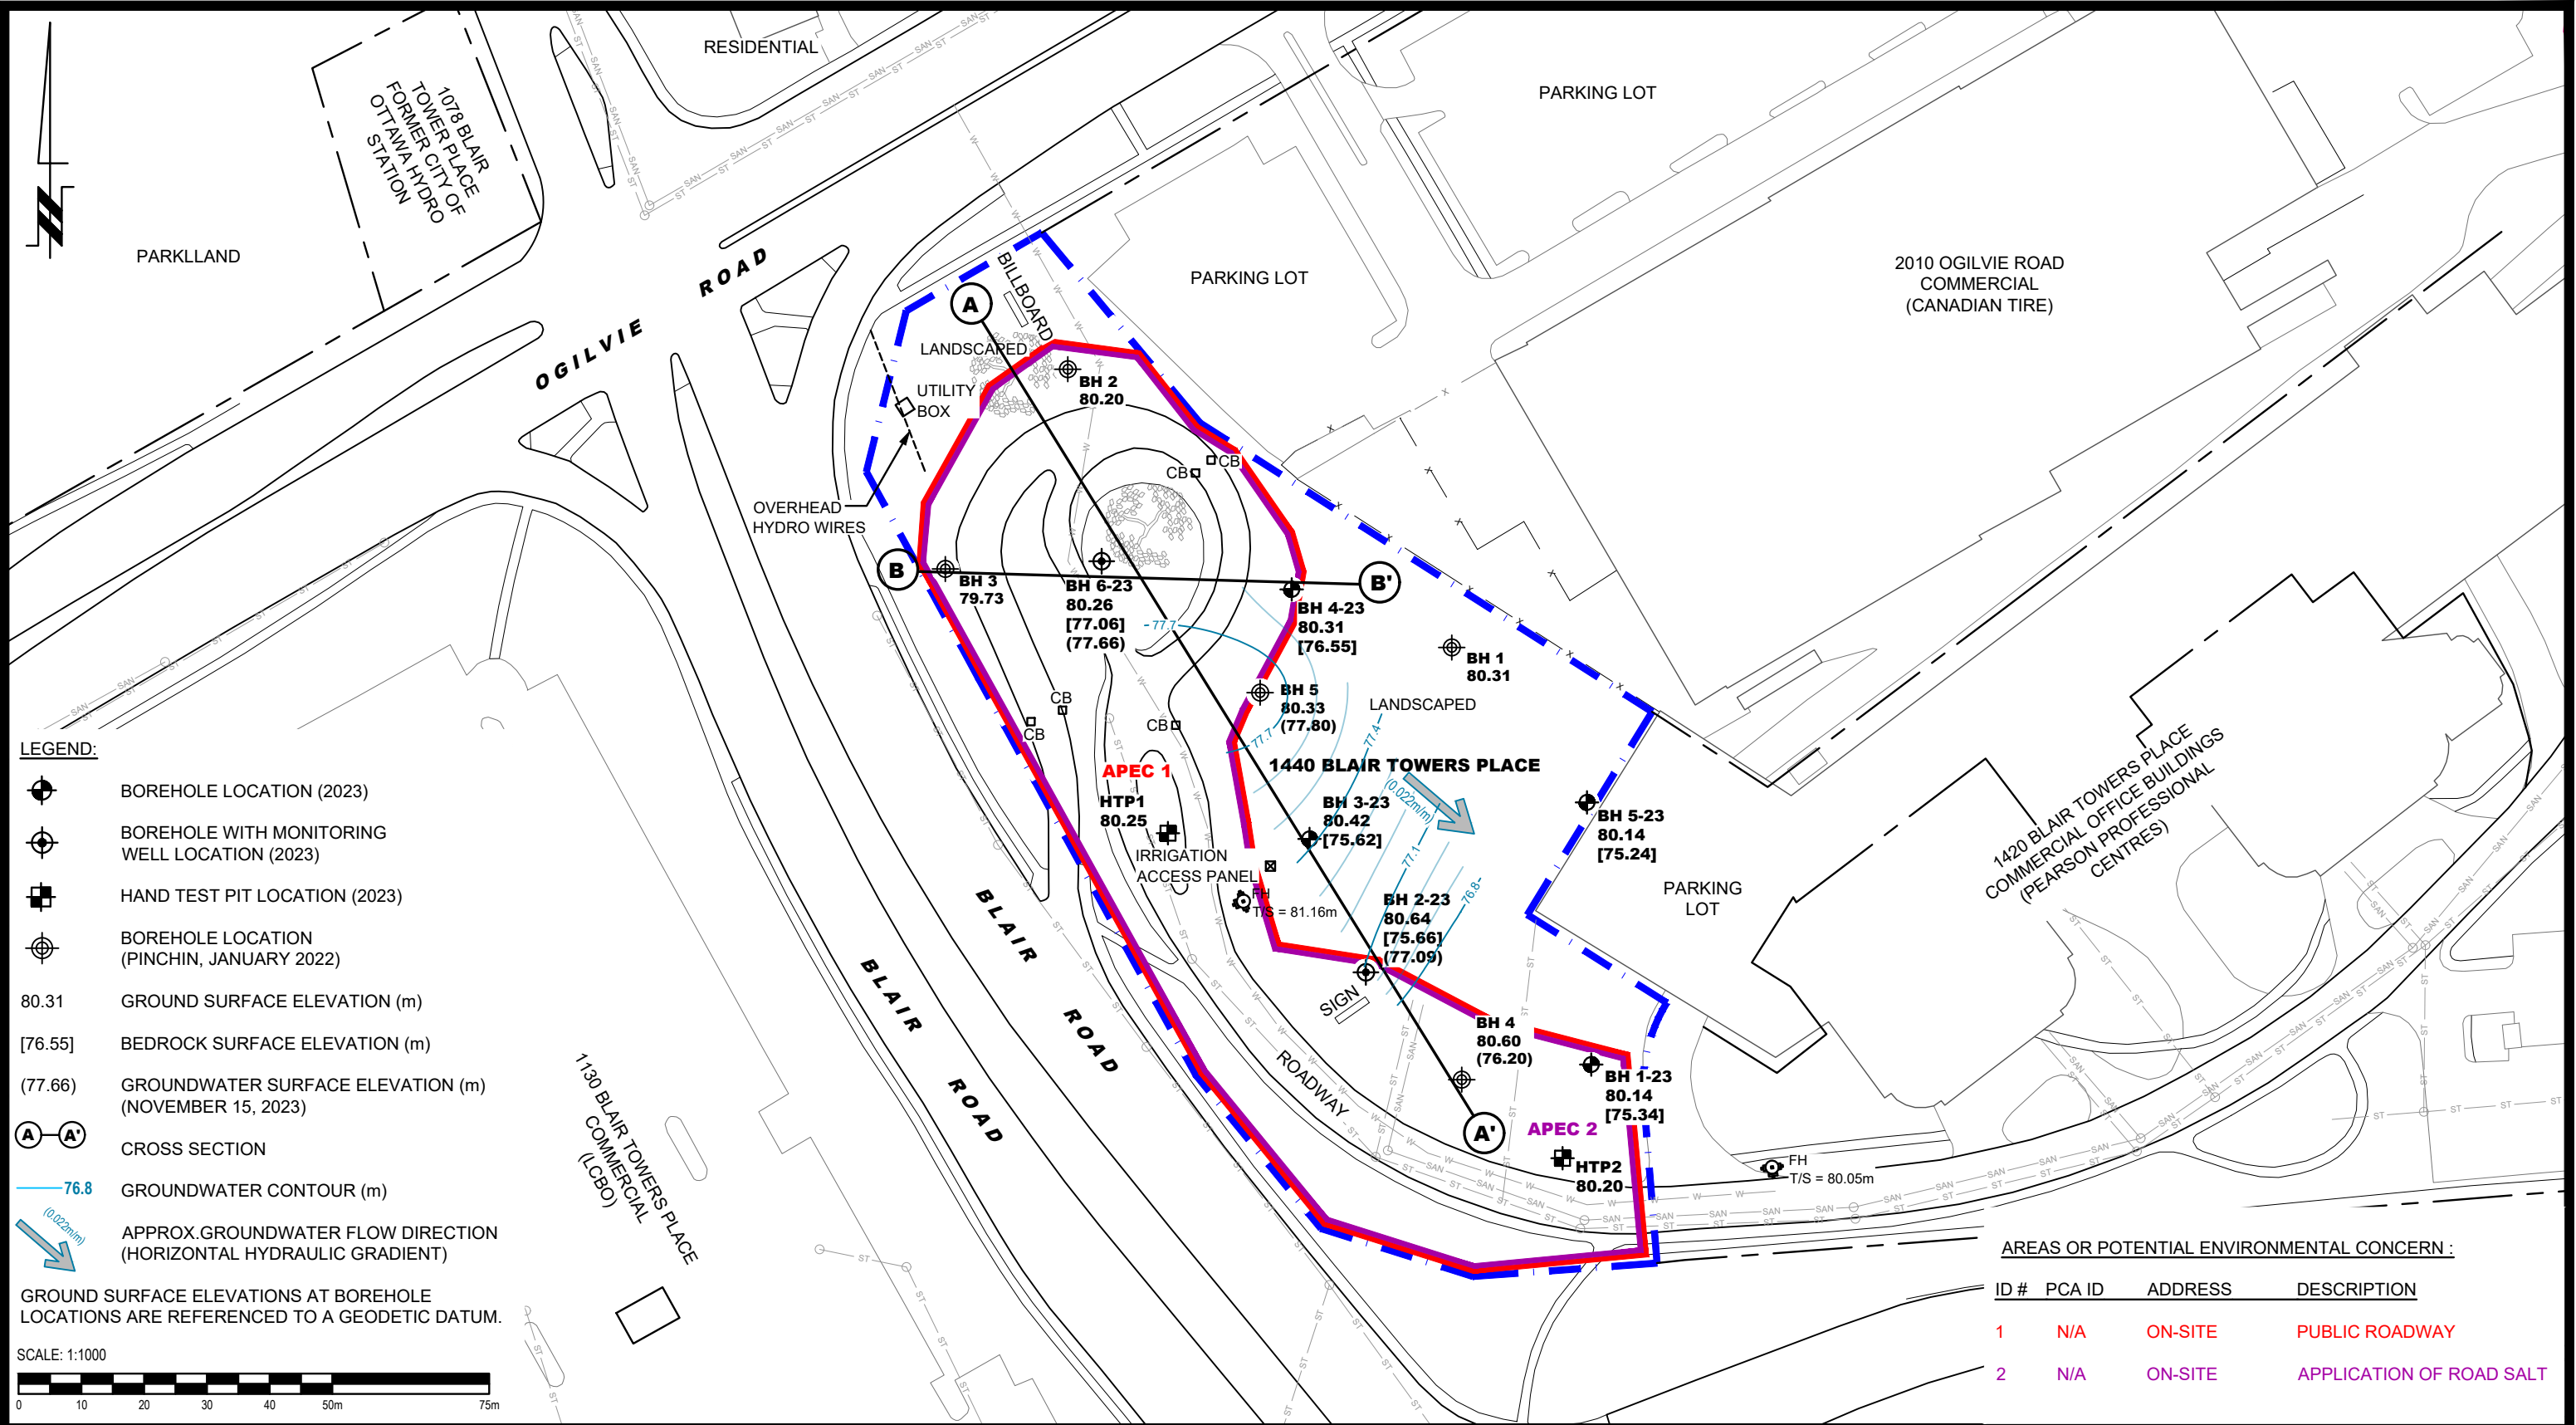 RESIDENTIAL
PARKING LOT
1078 BLAIR
TOWER PLACE
FORMER CITY OF
OTTAWA HYDRO
STATION
PARKLLAND
OGILVIE ROAD
PARKING LOT
2010 OGILVIE ROAD
COMMERCIAL
(CANADIAN TIRE)
BILLBOARD
A
LANDSCAPED
UTILITY
BOX
BH 2
80.20
CB
CB
OVERHEAD
HYDRO WIRES
B
BH 3
79.73
BH 6-23
80.26
[77.06]
(77.66)
B'
BH 4-23
80.31
[76.55]
77.7
BH 1
80.31
BH 5
80.33
(77.80)
LANDSCAPED
CB
CB
CB
77.7
77.4
APEC 1
1440 BLAIR TOWERS PLACE
(0.022m/m)
HTP1
80.25
BH 3-23
80.42
[75.62]
BH 5-23
80.14
[75.24]
77.1
IRRIGATION
ACCESS PANEL
FH
T/S = 81.16m
76.8
BH 2-23
80.64
[75.66]
(77.09)
PARKING
LOT
1420 BLAIR TOWERS PLACE
COMMERCIAL OFFICE BUILDINGS
(PEARSON PROFESSIONAL
CENTRES)
SIGN
BLAIR ROAD
BLAIR ROAD
ROADWAY
BH 4
80.60
(76.20)
BH 1-23
80.14
[75.34]
A'
APEC 2
HTP2
80.20
FH
T/S = 80.05m
1130 BLAIR TOWERS PLACE
COMMERCIAL
(LCBO)
SAN
ST
W
LEGEND:
BOREHOLE LOCATION (2023)
BOREHOLE WITH MONITORING
WELL LOCATION (2023)
HAND TEST PIT LOCATION (2023)
BOREHOLE LOCATION
(PINCHIN, JANUARY 2022)
80.31 GROUND SURFACE ELEVATION (m)
[76.55] BEDROCK SURFACE ELEVATION (m)
(77.66) GROUNDWATER SURFACE ELEVATION (m)
(NOVEMBER 15, 2023)
A A' CROSS SECTION
76.8 GROUNDWATER CONTOUR (m)
(0.022m/m)
APPROX.GROUNDWATER FLOW DIRECTION
(HORIZONTAL HYDRAULIC GRADIENT)
GROUND SURFACE ELEVATIONS AT BOREHOLE
LOCATIONS ARE REFERENCED TO A GEODETIC DATUM.
SCALE: 1:1000
0 10 20 30 40 50m 75m
AREAS OR POTENTIAL ENVIRONMENTAL CONCERN :
ID # PCA ID ADDRESS DESCRIPTION
1 N/A ON-SITE PUBLIC ROADWAY
2 N/A ON-SITE APPLICATION OF ROAD SALT